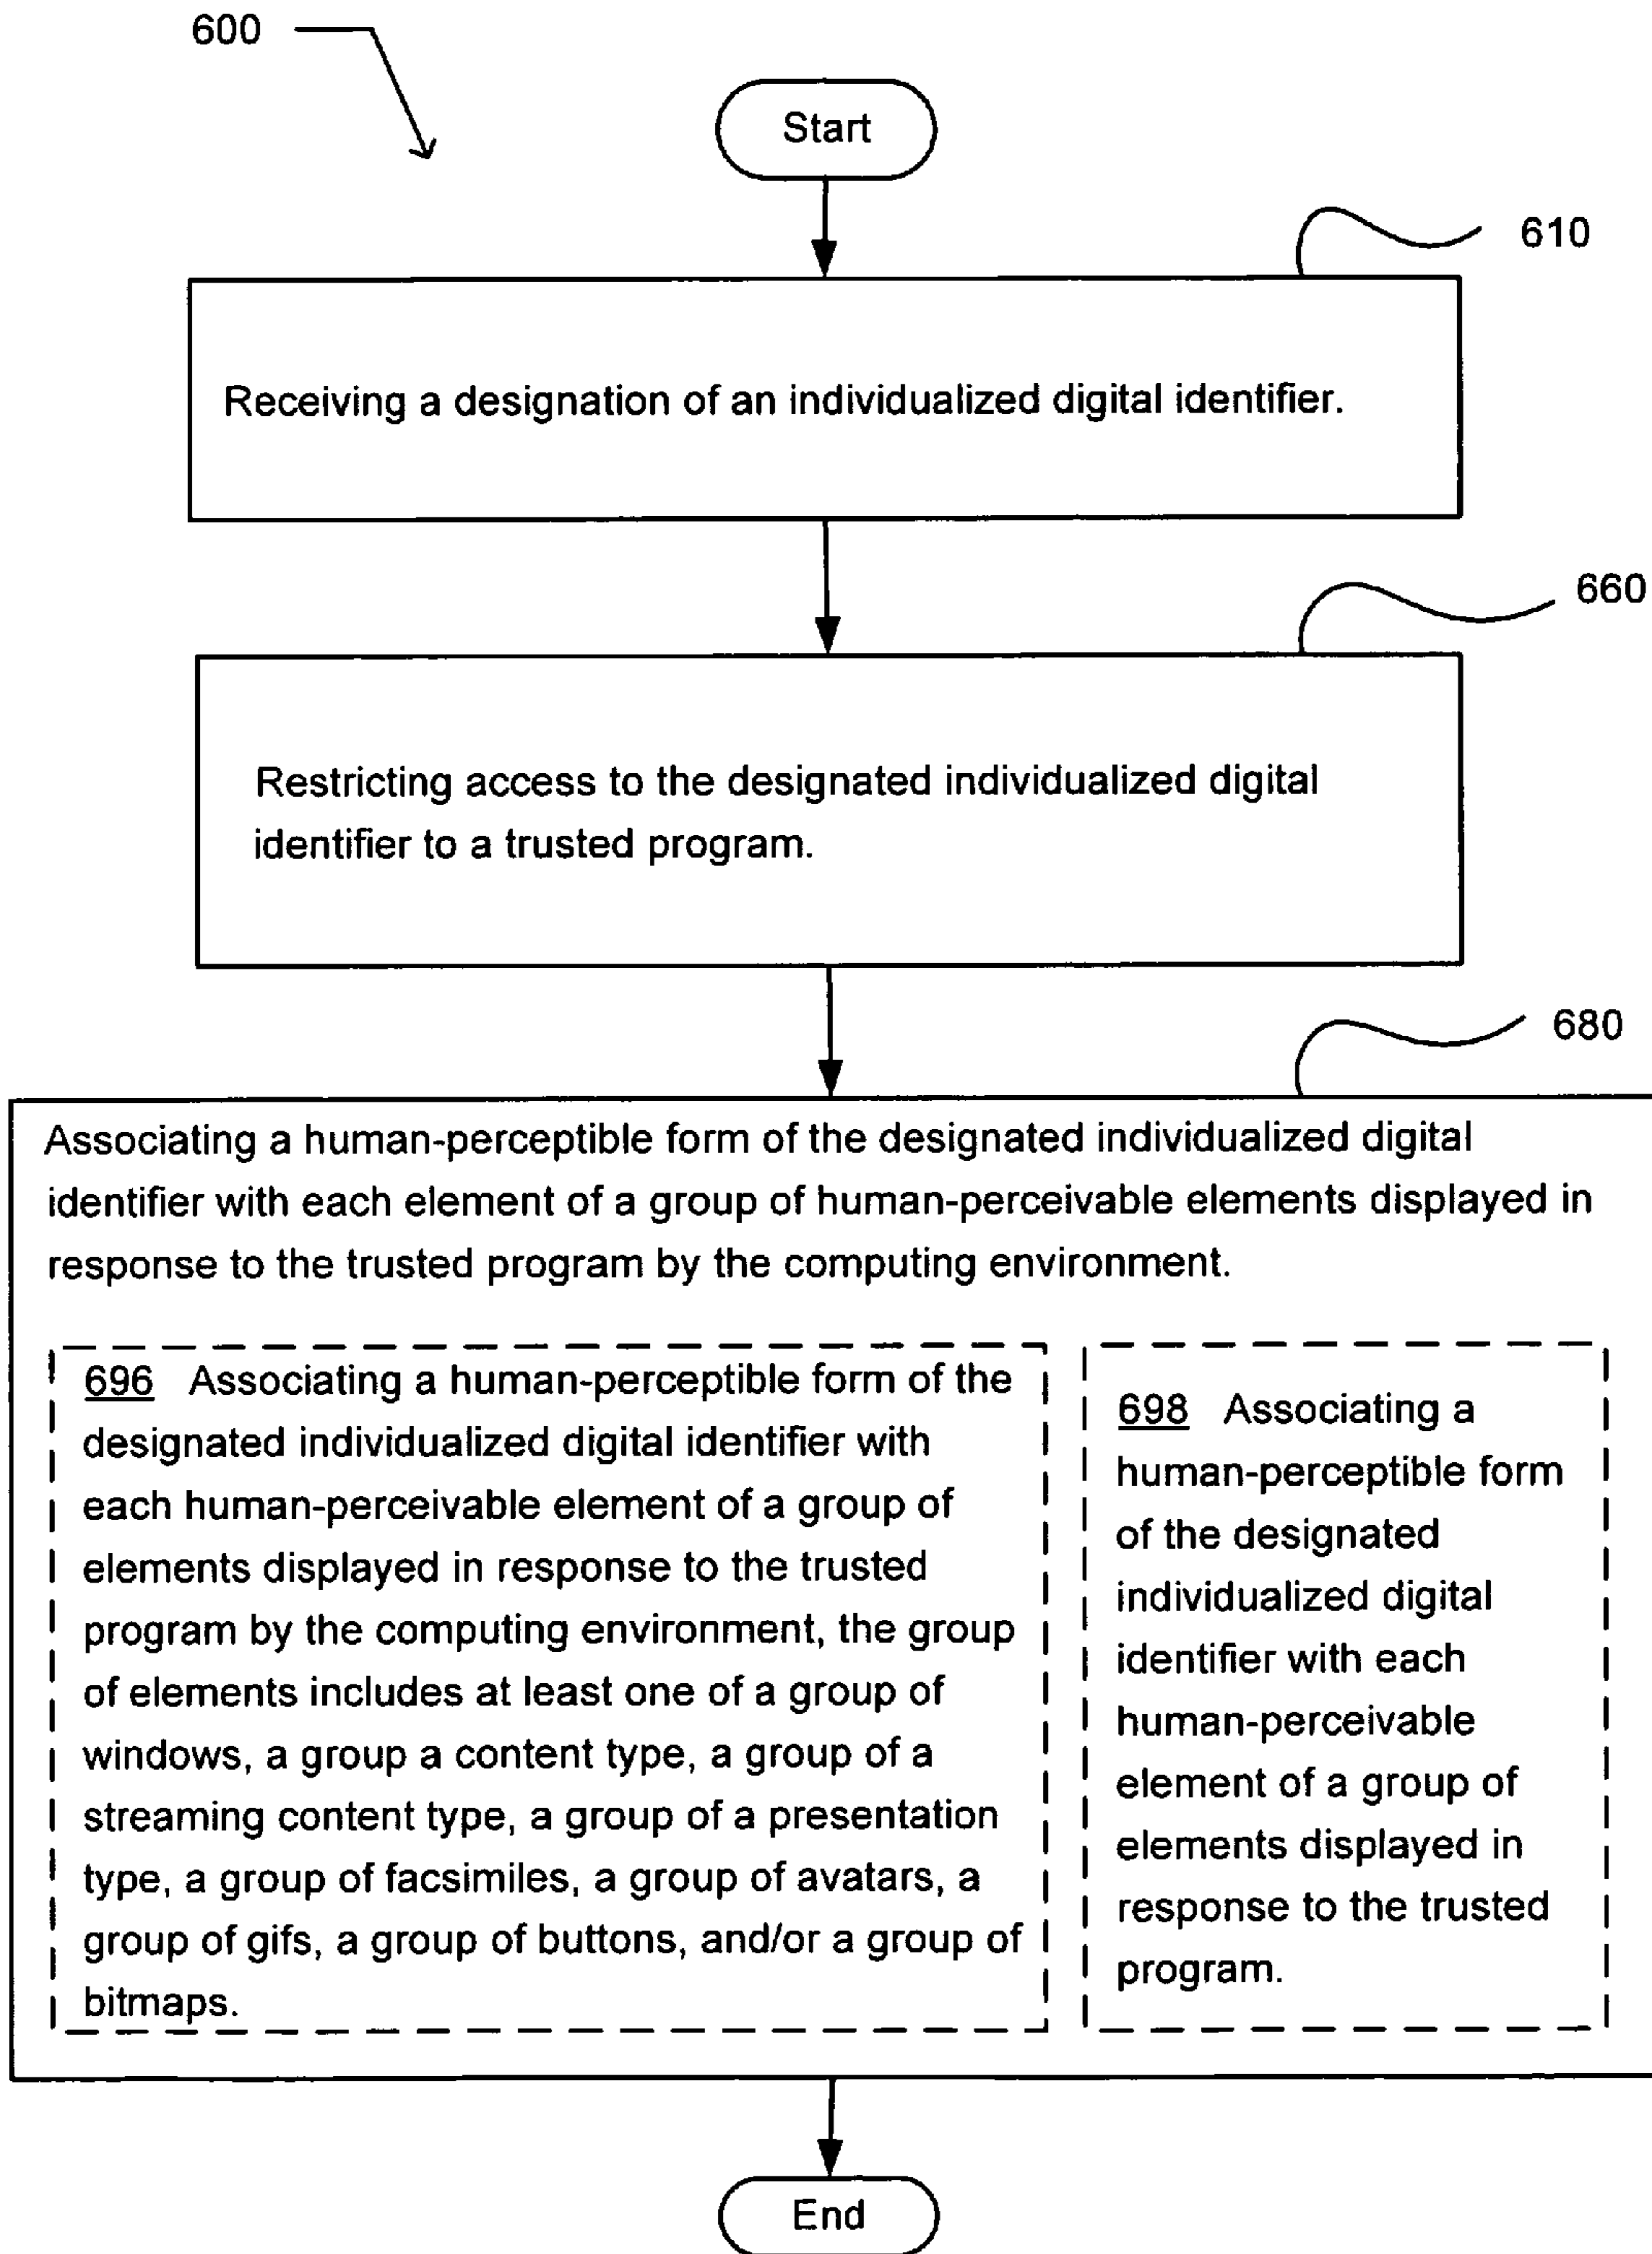 600
Start
610
Receiving a designation of an individualized digital identifier.
660
Restricting access to the designated individualized digital
identifier to a trusted program.
680
Associating a human-perceptible form of the designated individualized digital
identifier with each element of a group of human-perceivable elements displayed in
response to the trusted program by the computing environment.
696 Associating a human-perceptible form of the
designated individualized digital identifier with
each human-perceivable element of a group of
elements displayed in response to the trusted
program by the computing environment, the group
of elements includes at least one of a group of
windows, a group a content type, a group of a
streaming content type, a group of a presentation
type, a group of facsimiles, a group of avatars, a
group of gifs, a group of buttons, and/or a group of
bitmaps.
698 Associating a
human-perceptible form
of the designated
individualized digital
identifier with each
human-perceivable
element of a group of
elements displayed in
response to the trusted
program.
End